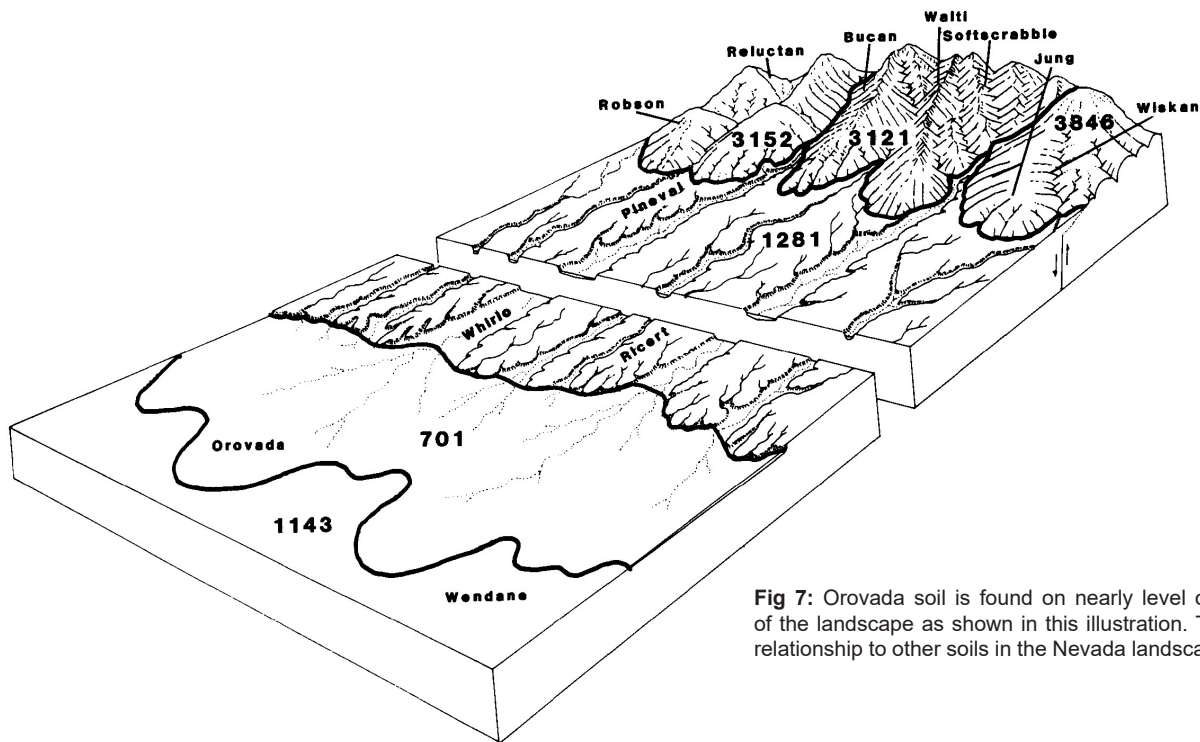 Walti
Bucan
Softscrabble
Reluctan
Jung
Robson
Wiskan
3152
3121
3846
Pineval
1281
Whirlo
Ricert
701
Orovada
1143
Wendane
Fig 7: Orovada soil is found on nearly level
of the landscape as shown in this illustration.
relationship to other soils in the Nevada